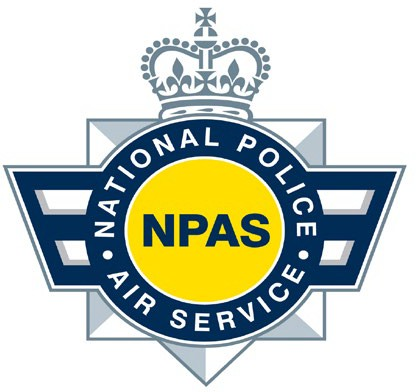 NATIONAL POLICE
NPAS
AIR SERVICE